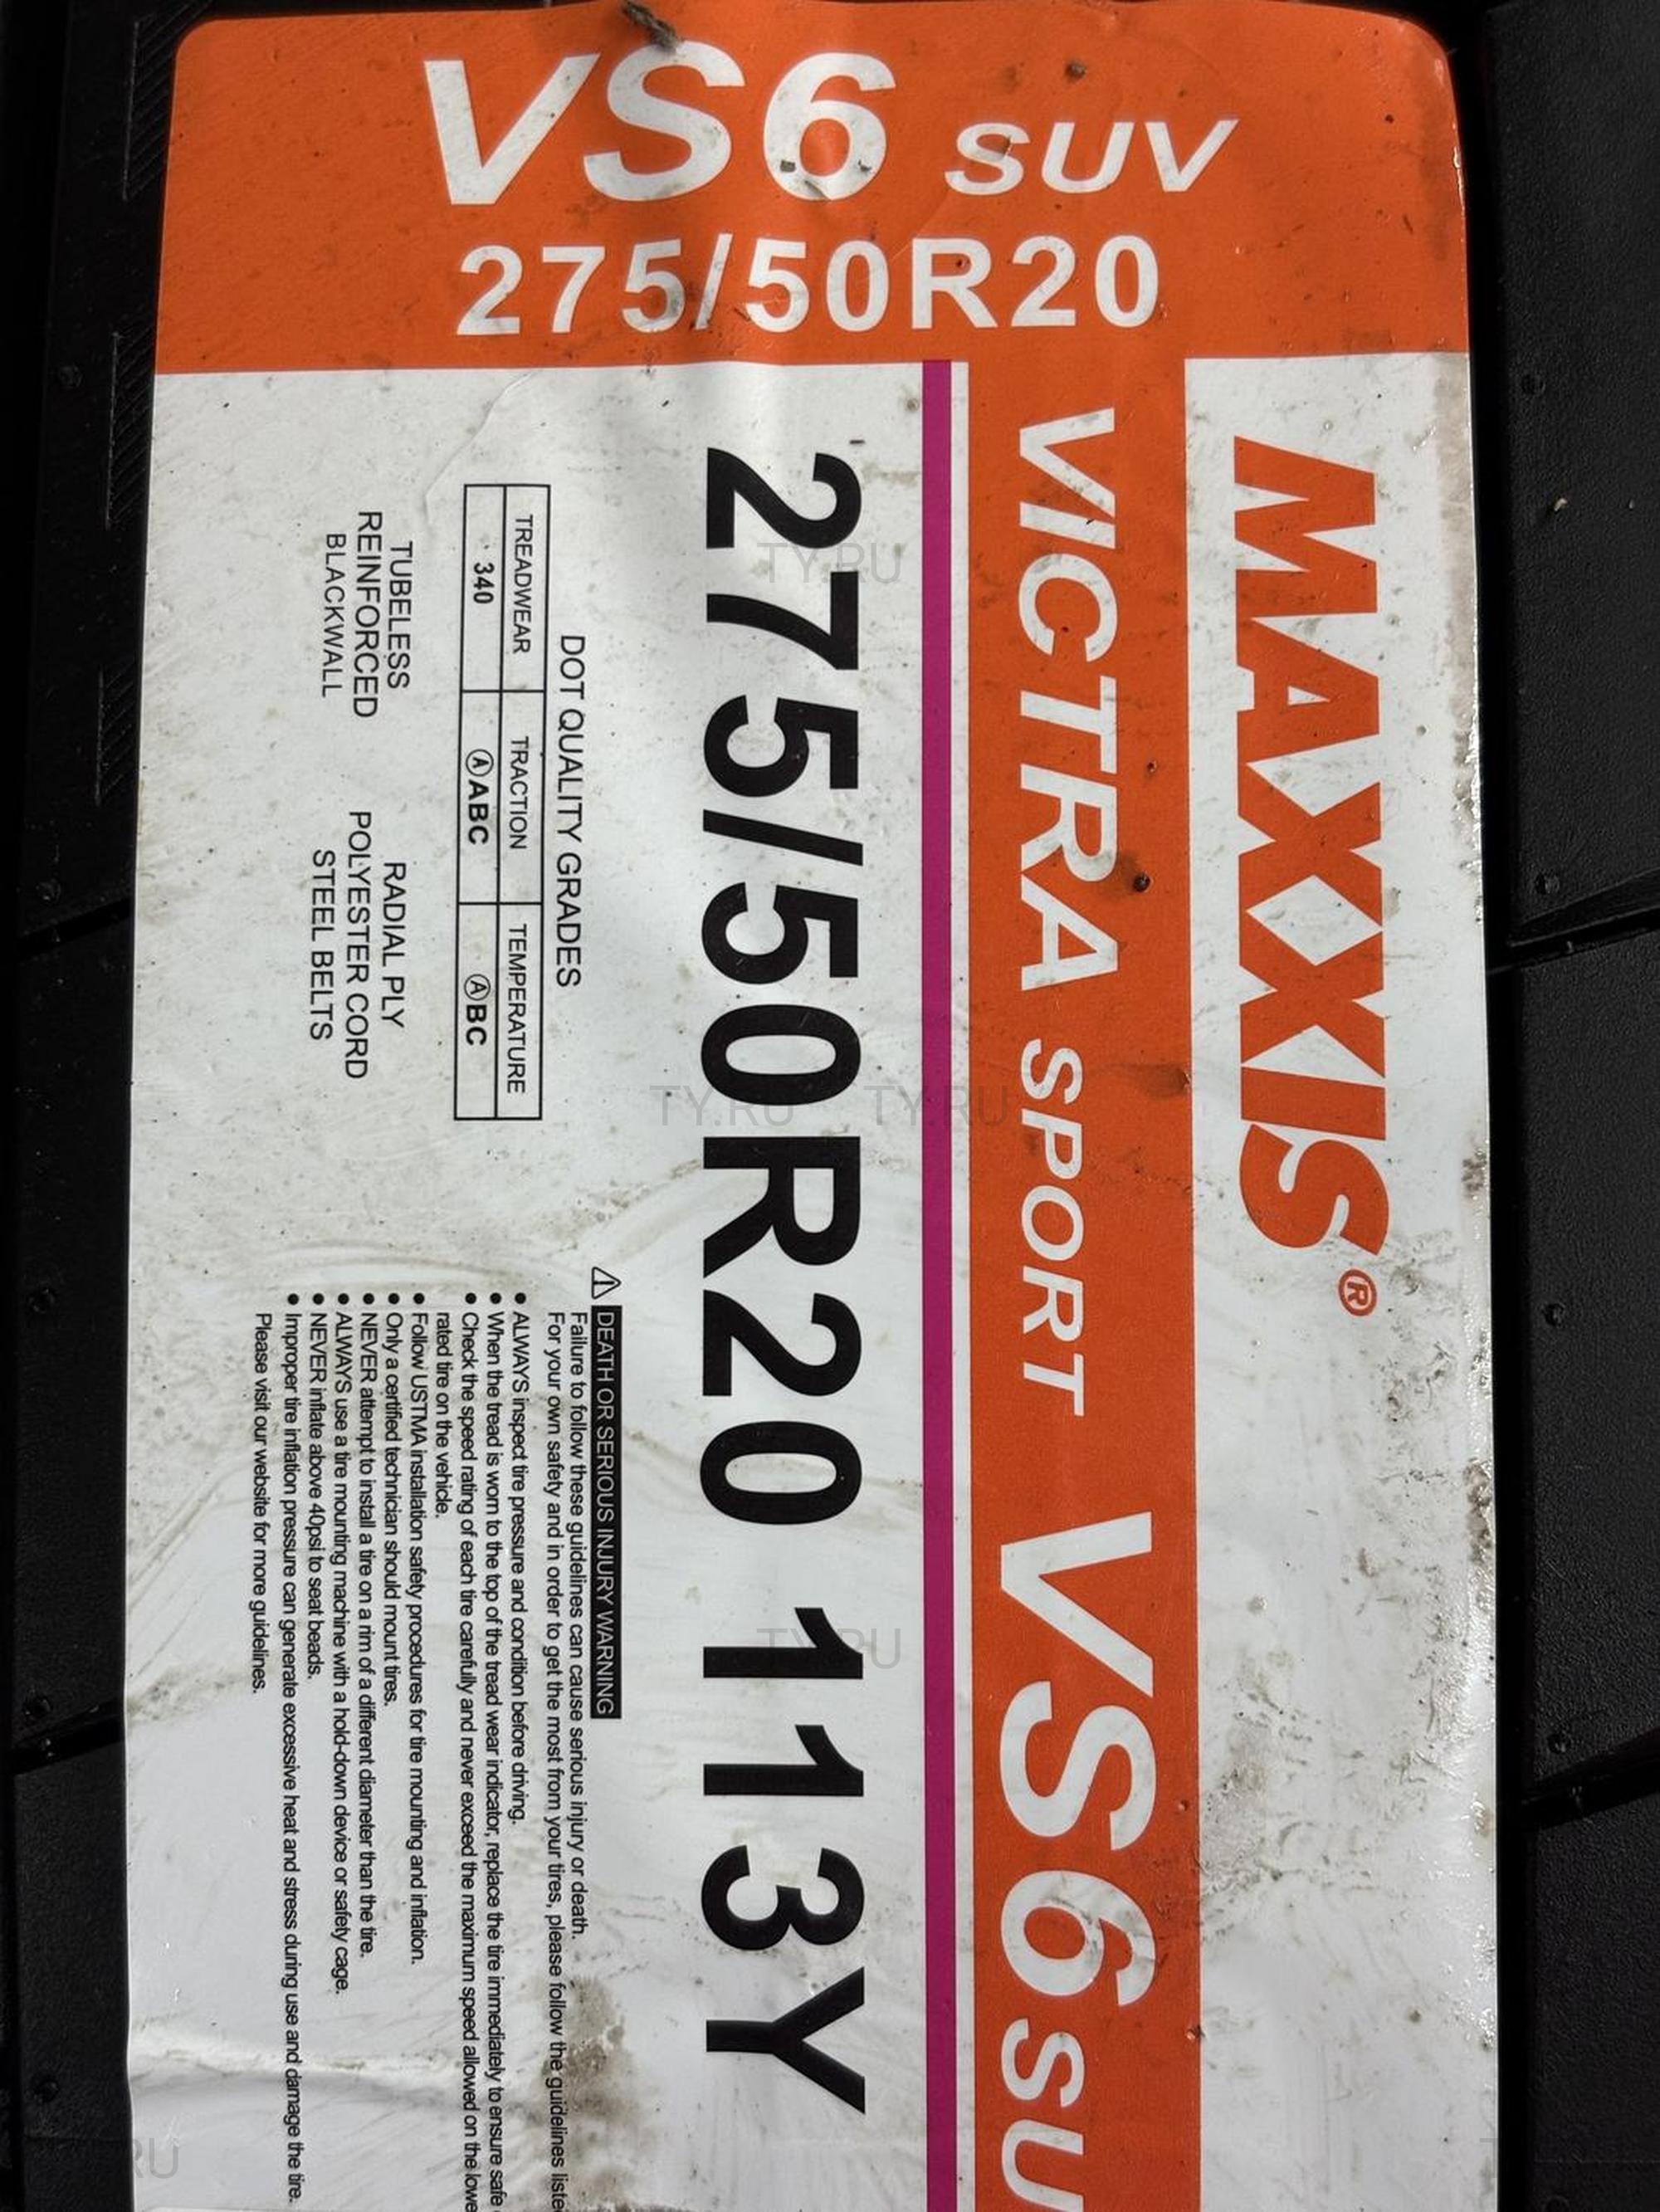 VS6 SUV
275/50R20
MAXXIS®
VICTRA SPORT VS6 SU
275/50R20 113Y
DOT QUALITY GRADES
TREADWEAR TRACTION TEMPERATURE
340 ⒶABC ⒶBC
TUBELESS RADIAL PLY
REINFORCED POLYESTER CORD
BLACKWALL STEEL BELTS
⚠ DEATH OR SERIOUS INJURY WARNING
Failure to follow these guidelines can cause serious injury or death.
For your own safety and in order to get the most from your tires, please follow the guidelines
● ALWAYS inspect tire pressure and condition before driving.
● When the tread is worn to the top of the tread wear indicator, replace the tire immediately to ensure safe
● Check the speed rating of each tire carefully and never exceed the maximum speed allowed on the
rated tire on the vehicle.
● Follow USTMA installation safety procedures for tire mounting and inflation.
● Only a certified technician should mount tires.
● NEVER attempt to install a tire on a rim of a different diameter than the tire.
● ALWAYS use a tire mounting machine with a hold-down device or safety cage.
● NEVER inflate above 40psi to seat beads.
● Improper tire inflation pressure can generate excessive heat and stress during use and damage the tire.
Please visit our website for more guidelines.
TY.RU
TY.RU TY.RU
TY.RU
RU